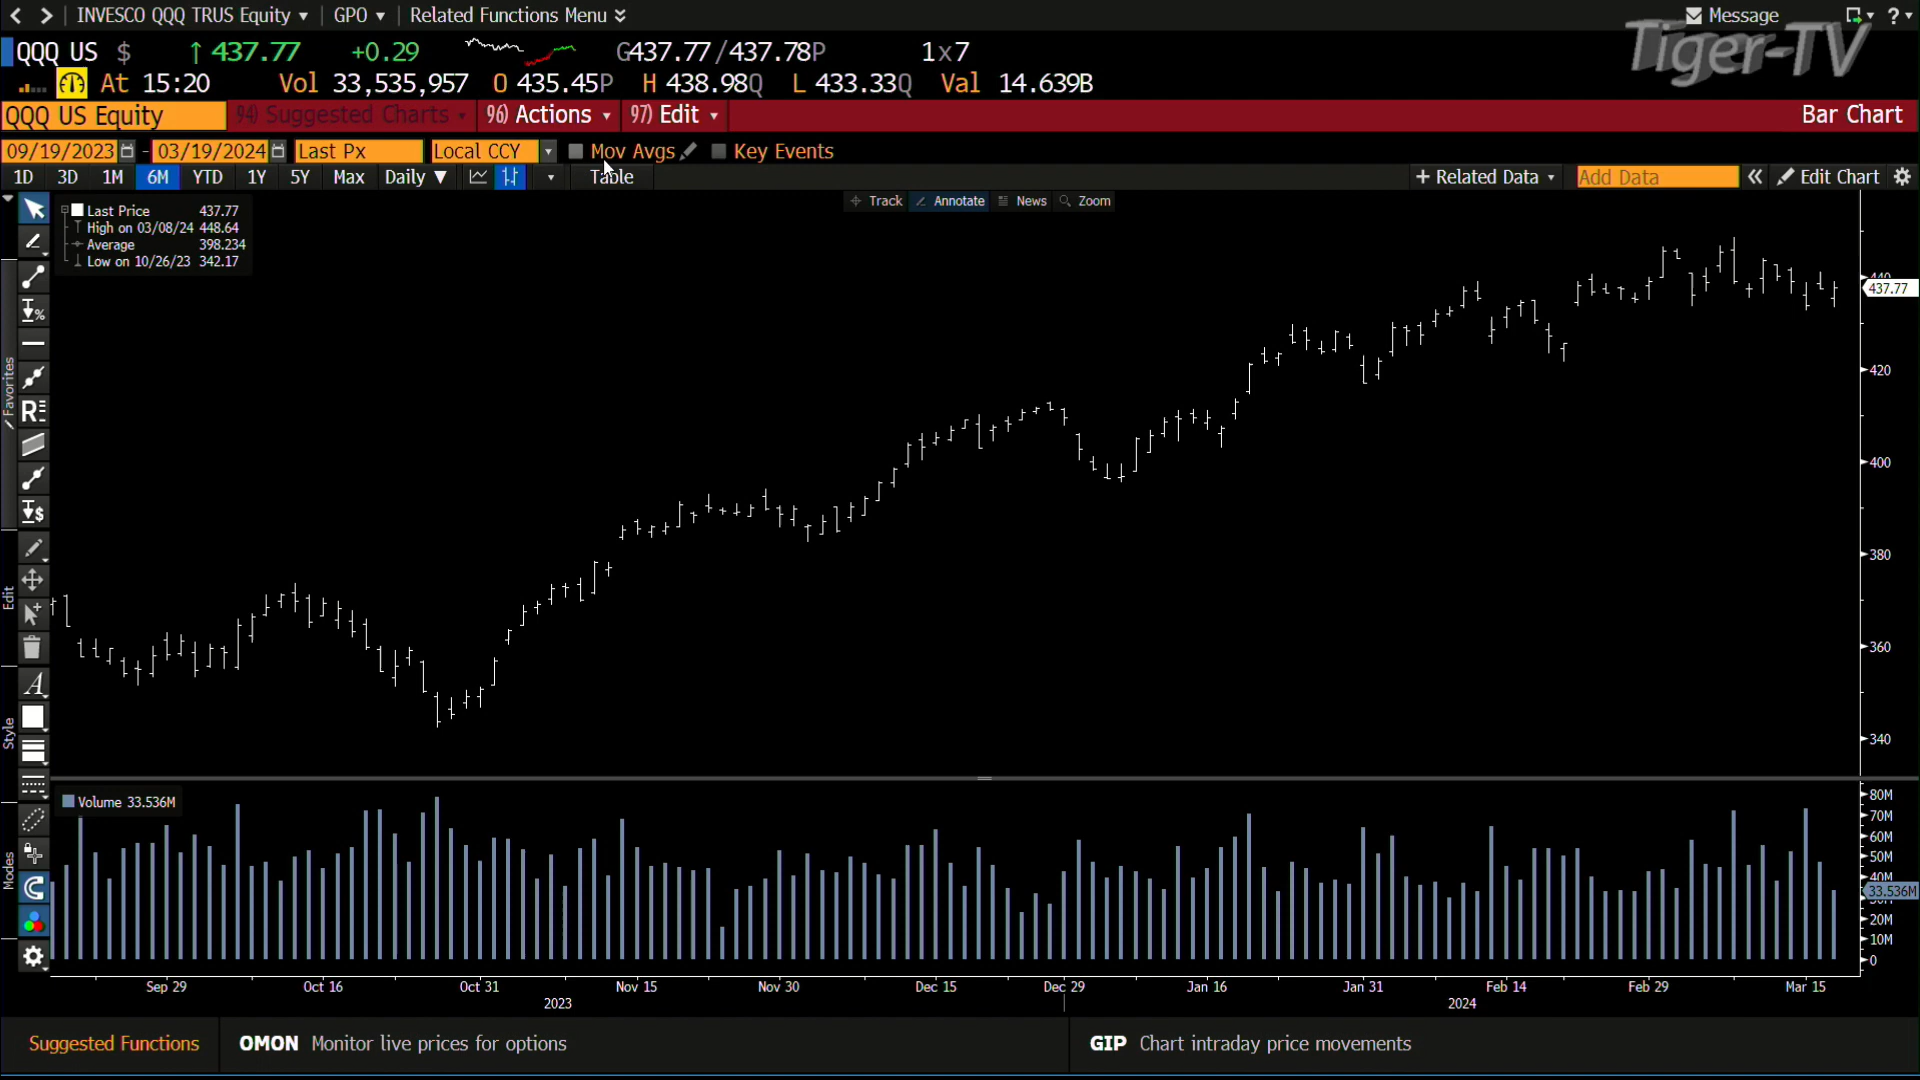 INVESCO QQQ TRUS Equity GPO Related Functions Menu Message ?
Tiger-TV
QQQ US $ ↑ 437.77 +0.29 G437.77/437.78P 1x7
At 15:20 Vol 33,535,957 O 435.45P H 438.98Q L 433.33Q Val 14.639B
QQQ US Equity 94) Suggested Charts 96) Actions 97) Edit Bar Chart
09/19/2023 - 03/19/2024 Last Px Local CCY Mov Avgs Key Events
1D 3D 1M 6M YTD 1Y 5Y Max Daily ▼ Table + Related Data Add Data « Edit Chart
Track Annotate News Zoom
Last Price 437.77
High on 03/08/24 448.64
Average 398.234
Low on 10/26/23 342.17
Favorites
Edit
Style
Modes
440
437.77
420
400
380
360
340
Volume 33.536M
80M
70M
60M
50M
40M
33.536M
20M
10M
0
Sep 29 Oct 16 Oct 31 Nov 15 Nov 30 Dec 15 Dec 29 Jan 16 Jan 31 Feb 14 Feb 29 Mar 15
2023 2024
Suggested Functions OMON Monitor live prices for options GIP Chart intraday price movements